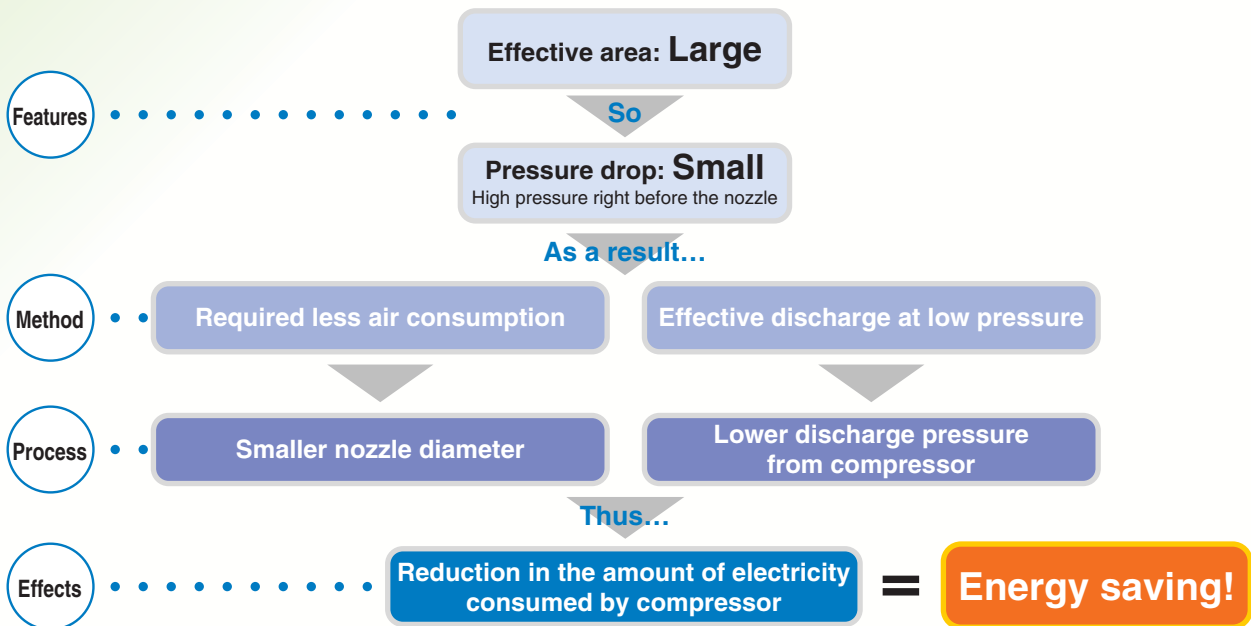 Effective area: Large
Features
So
Pressure drop: Small
High pressure right before the nozzle
As a result…
Method
Required less air consumption
Effective discharge at low pressure
Process
Smaller nozzle diameter
Lower discharge pressure
from compressor
Thus…
Effects
Reduction in the amount of electricity
consumed by compressor
=
Energy saving!